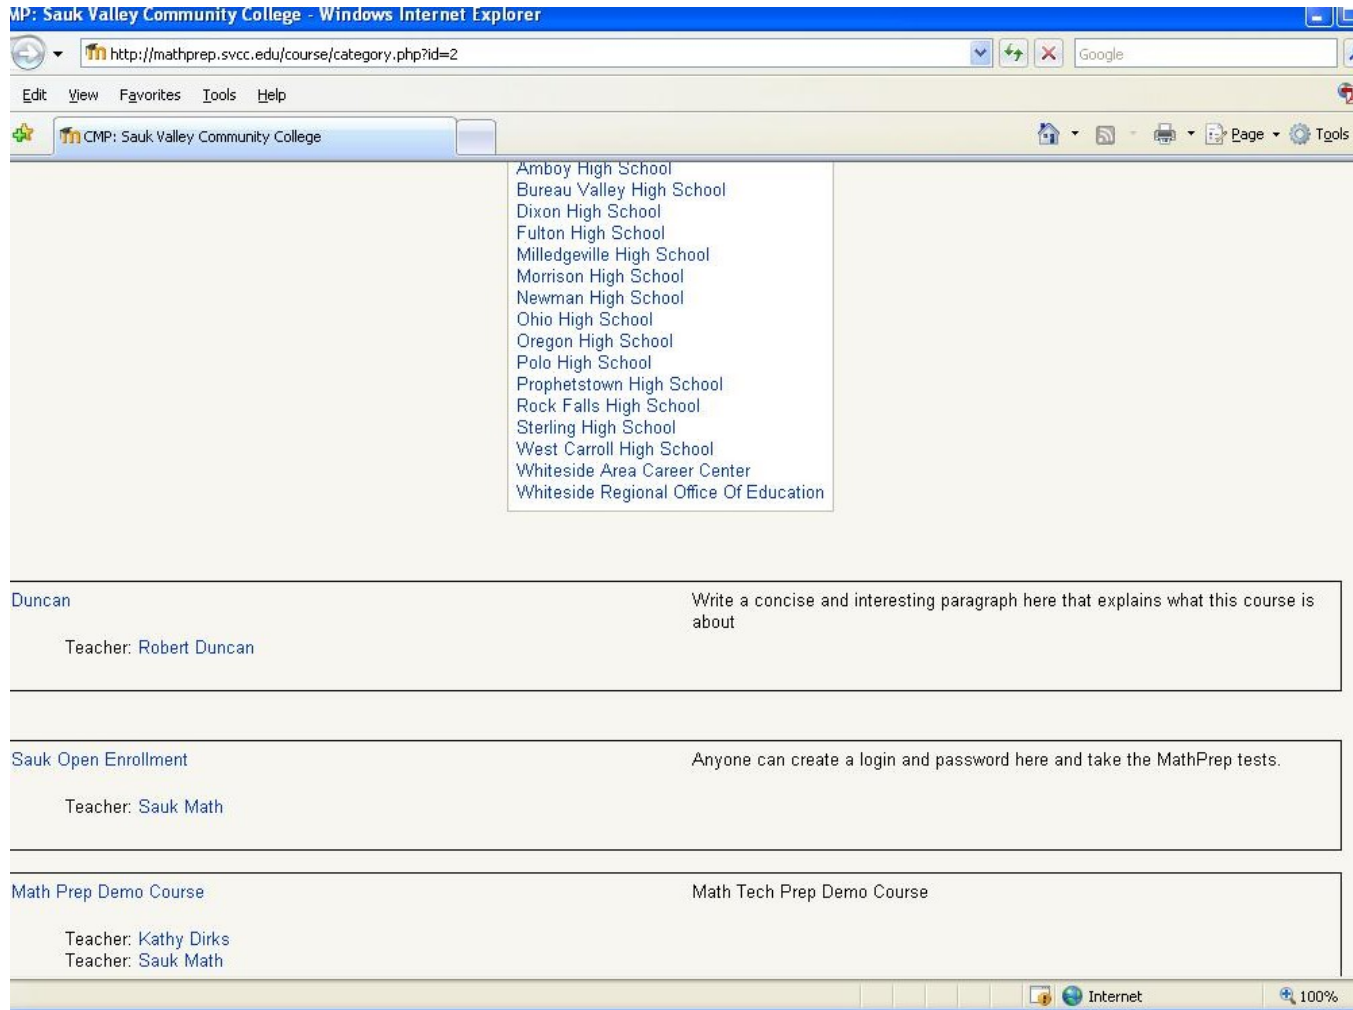 MP: Sauk Valley Community College - Windows Internet Explorer
http://mathprep.svcc.edu/course/category.php?id=2
Google
Edit View Favorites Tools Help
CMP: Sauk Valley Community College
Page Tools
Amboy High School
Bureau Valley High School
Dixon High School
Fulton High School
Milledgeville High School
Morrison High School
Newman High School
Ohio High School
Oregon High School
Polo High School
Prophetstown High School
Rock Falls High School
Sterling High School
West Carroll High School
Whiteside Area Career Center
Whiteside Regional Office Of Education
Duncan
Write a concise and interesting paragraph here that explains what this course is
about
Teacher: Robert Duncan
Sauk Open Enrollment
Anyone can create a login and password here and take the MathPrep tests.
Teacher: Sauk Math
Math Prep Demo Course
Math Tech Prep Demo Course
Teacher: Kathy Dirks
Teacher: Sauk Math
Internet
100%